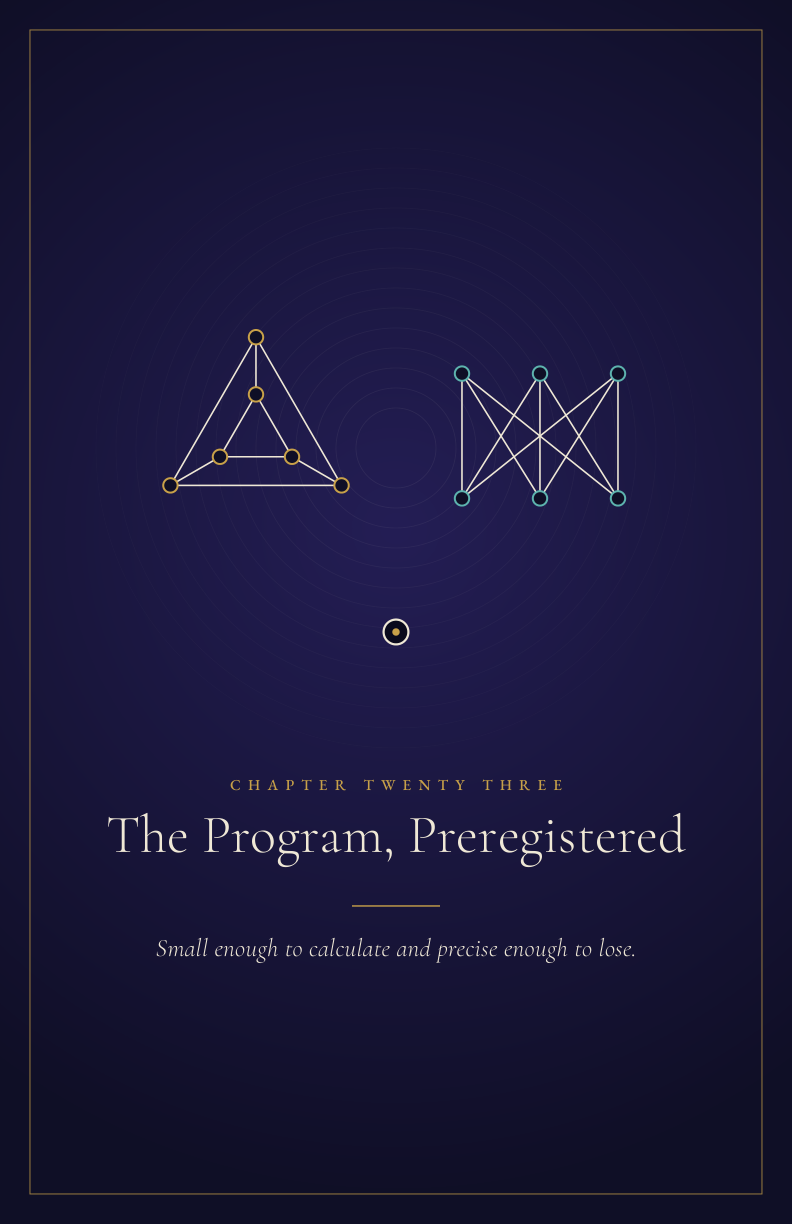 CHAPTER TWENTY THREE
The Program, Preregistered
Small enough to calculate and precise enough to lose.